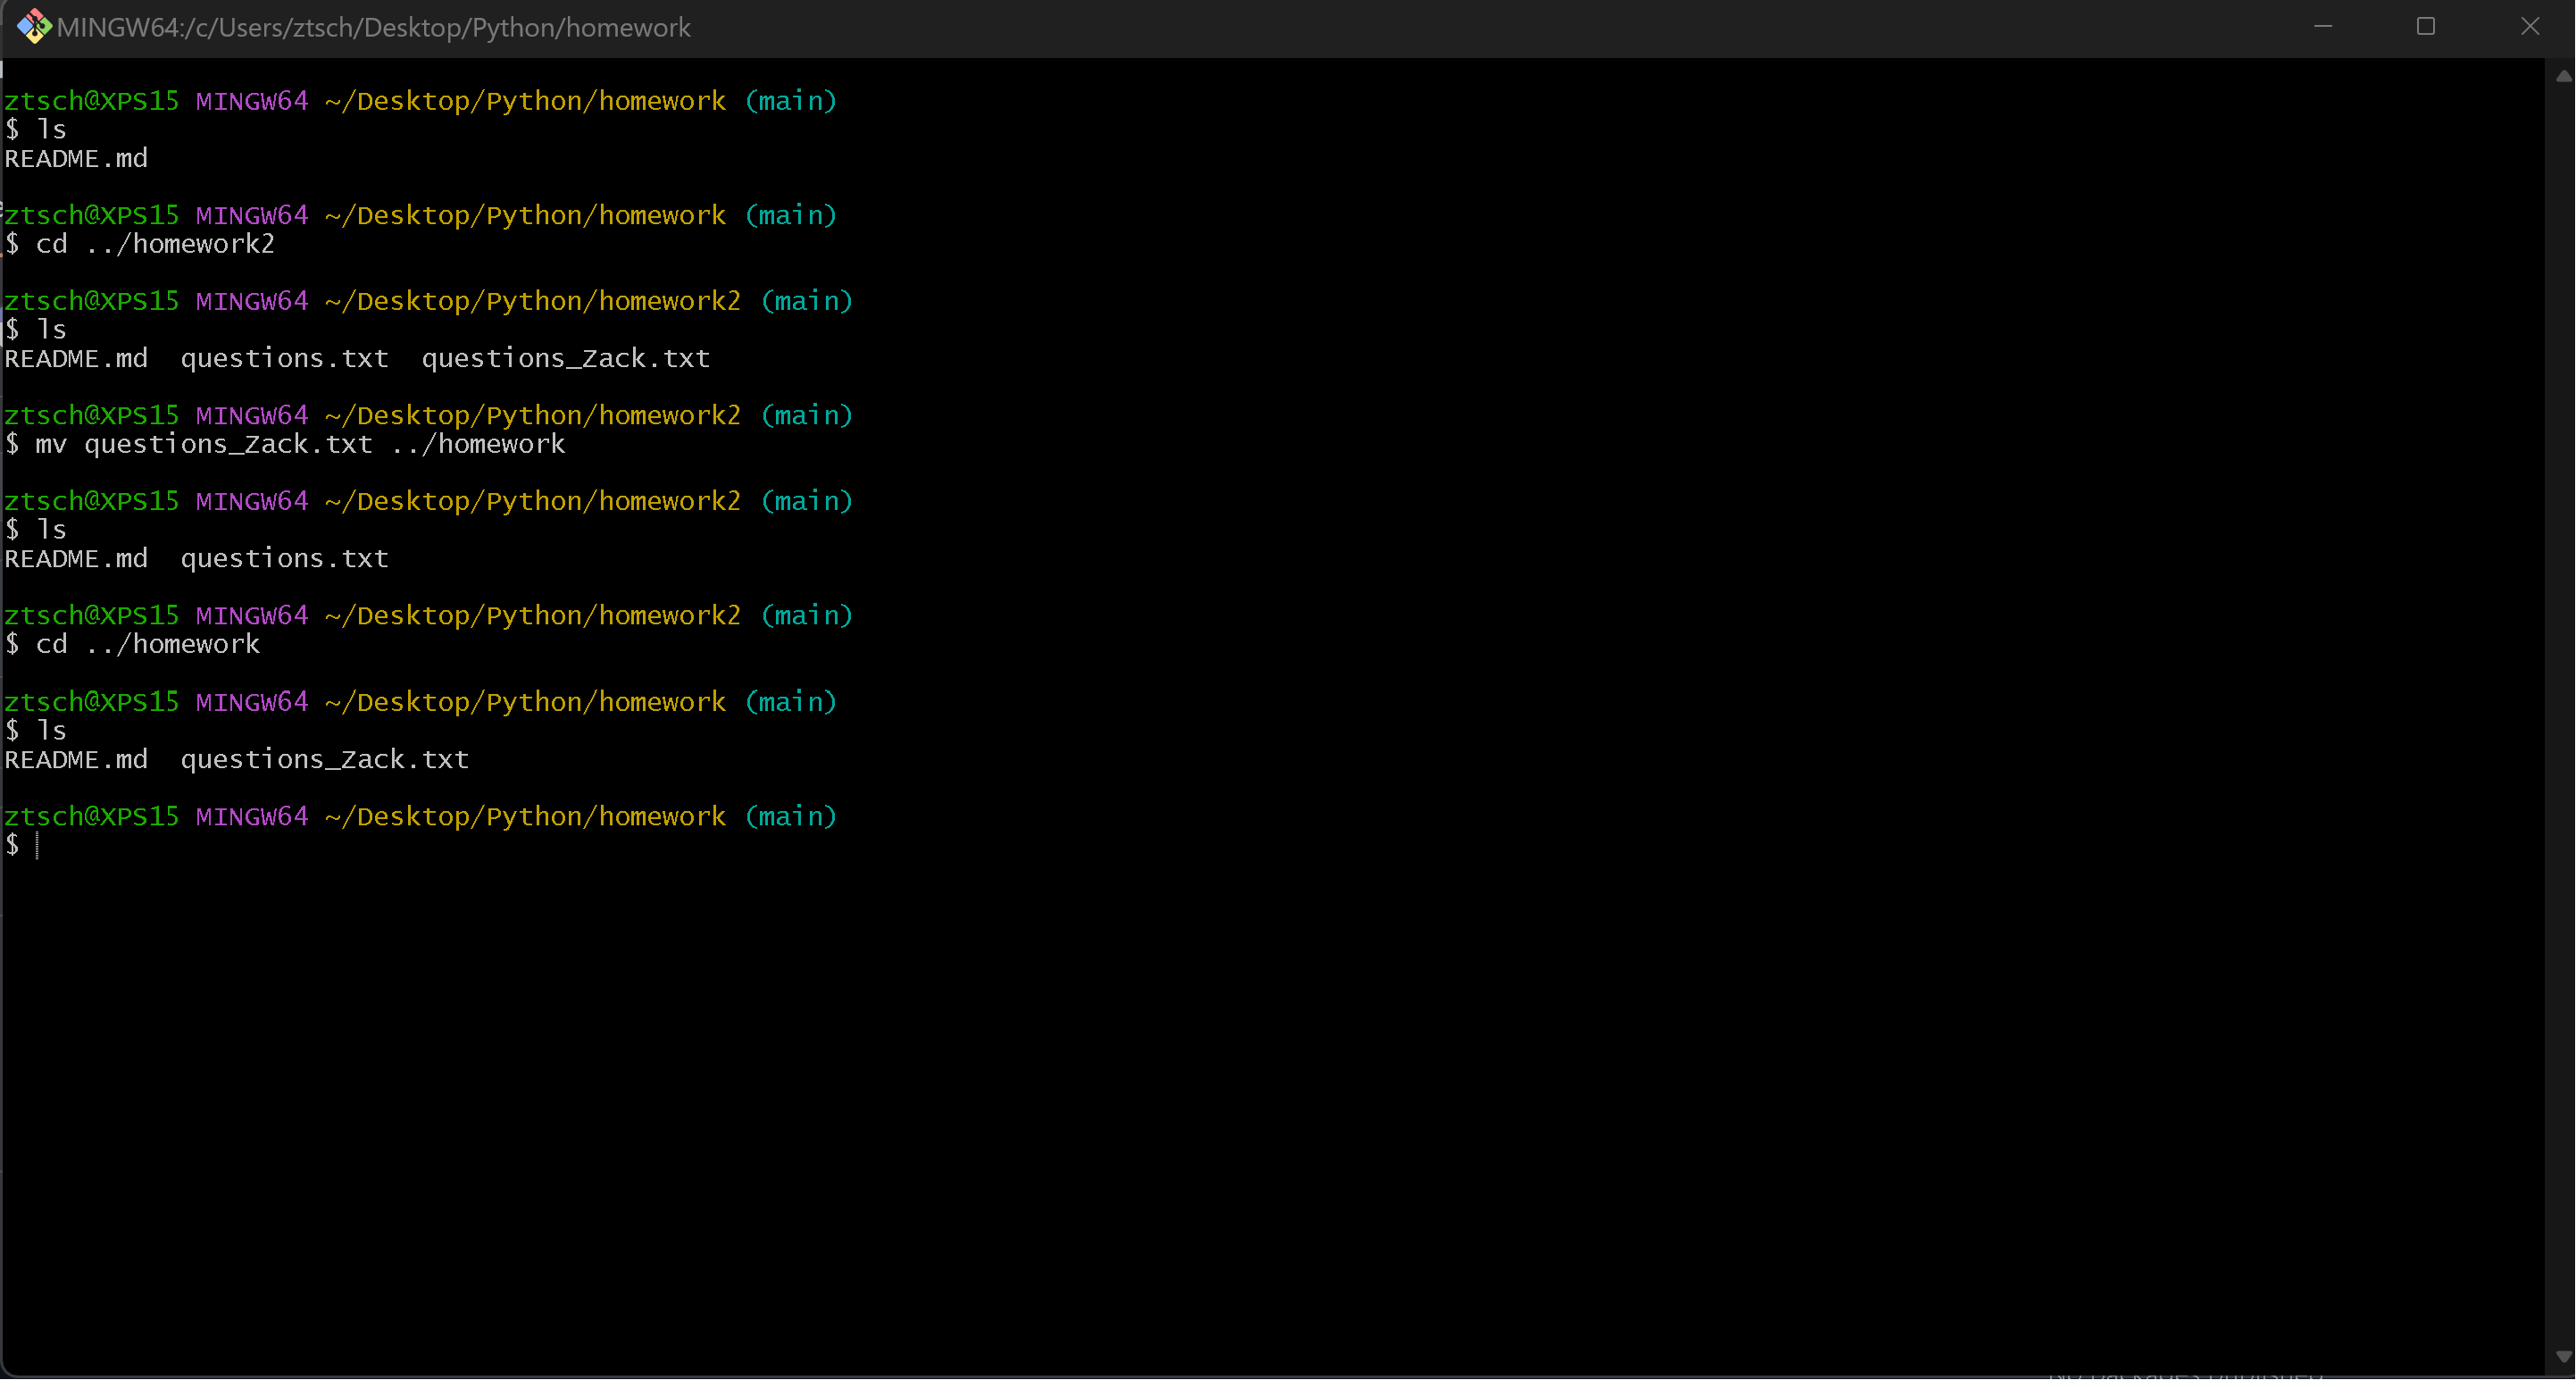 MINGW64:/c/Users/ztsch/Desktop/Python/homework
ztsch@XPS15 MINGW64 ~/Desktop/Python/homework (main)
$ ls
README.md
ztsch@XPS15 MINGW64 ~/Desktop/Python/homework (main)
$ cd ../homework2
ztsch@XPS15 MINGW64 ~/Desktop/Python/homework2 (main)
$ ls
README.md  questions.txt  questions_Zack.txt
ztsch@XPS15 MINGW64 ~/Desktop/Python/homework2 (main)
$ mv questions_Zack.txt ../homework
ztsch@XPS15 MINGW64 ~/Desktop/Python/homework2 (main)
$ ls
README.md  questions.txt
ztsch@XPS15 MINGW64 ~/Desktop/Python/homework2 (main)
$ cd ../homework
ztsch@XPS15 MINGW64 ~/Desktop/Python/homework (main)
$ ls
README.md  questions_Zack.txt
ztsch@XPS15 MINGW64 ~/Desktop/Python/homework (main)
$